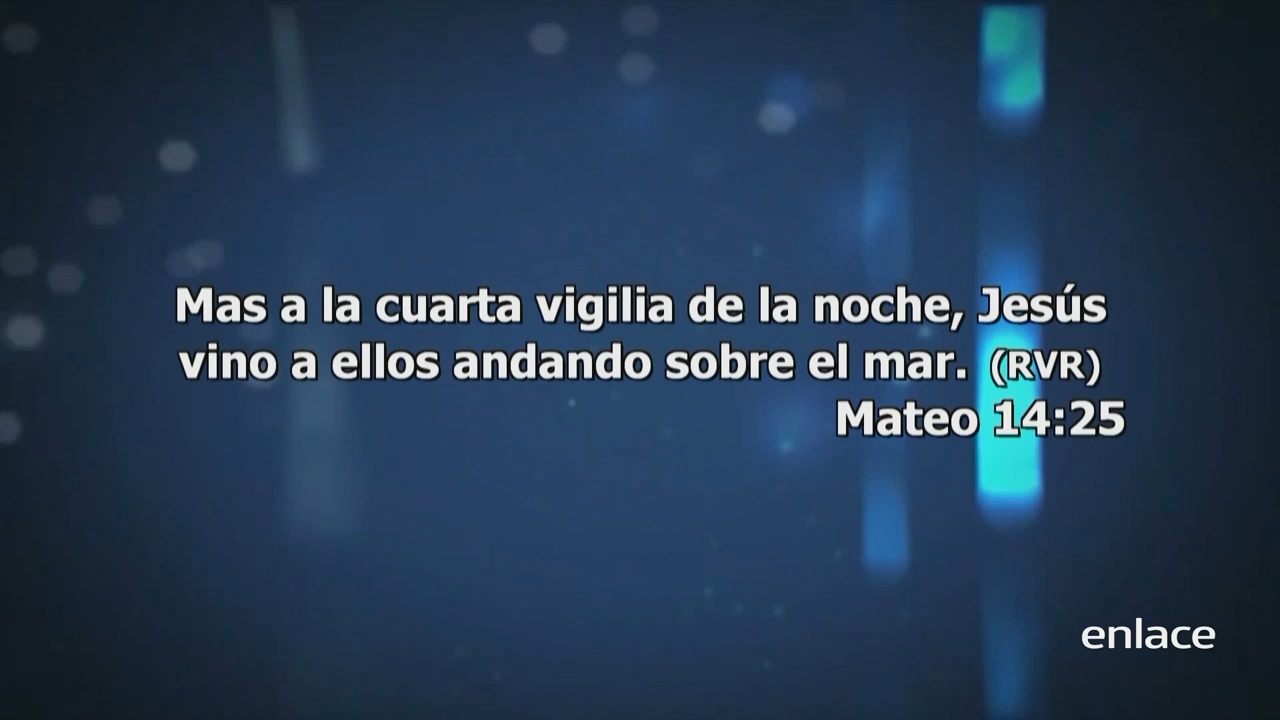 Mas a la cuarta vigilia de la noche, Jesús
vino a ellos andando sobre el mar. (RVR)
Mateo 14:25
enlace